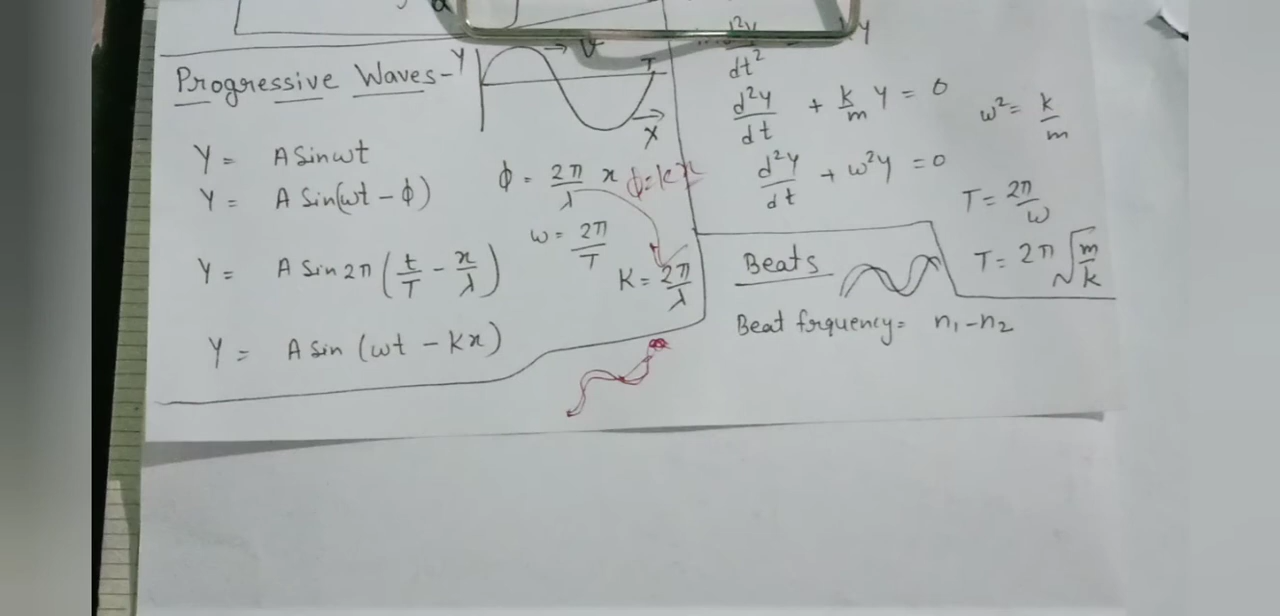 Progressive Waves-
Y
V
T
X
Y = A Sinωt
Y = A Sin(ωt - ϕ)
ϕ = 2π/λ x ϕ=kx
ω = 2π/T
Y = A Sin 2π (t/T - x/λ)
K = 2π/λ
Y = A Sin (ωt - Kx)
y
dt²
d²y/dt + k/m y = 0
ω² = k/m
d²y/dt + ω²y = 0
T = 2π/ω
T = 2π √m/k
Beats
Beat frquency = n₁-n₂